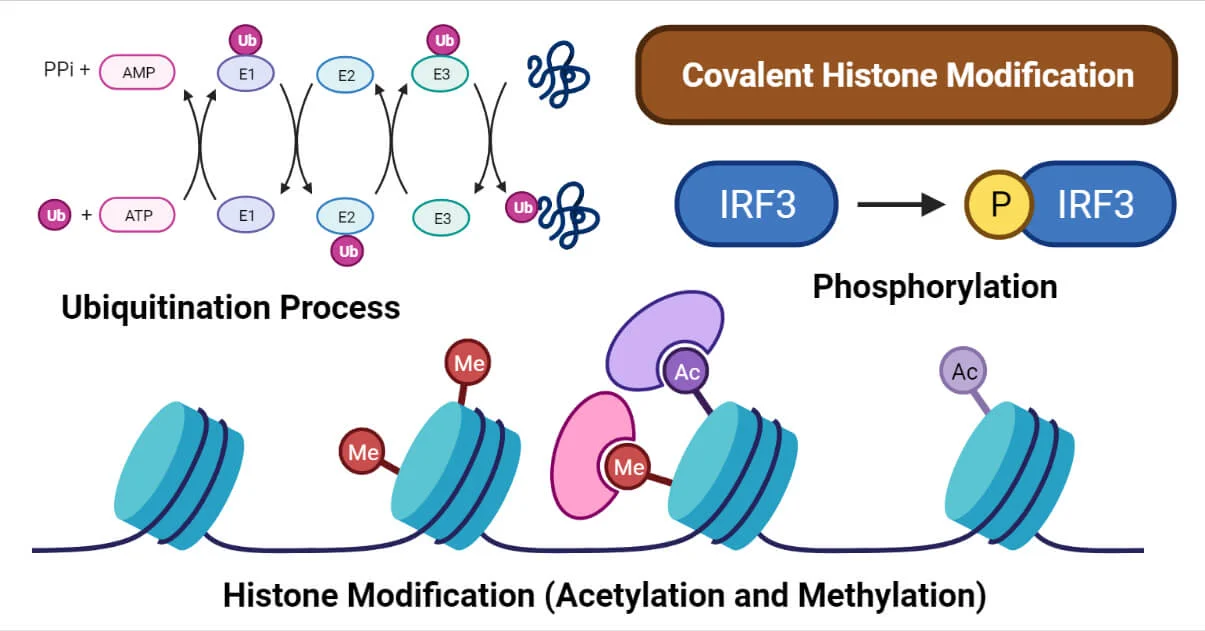 Ub
Ub
PPi + AMP
E1
E2
E3
Covalent Histone Modification
Ub + ATP
E1
E2
E3
Ub
Ub
IRF3
P IRF3
Phosphorylation
Ubiquitination Process
Me
Me
Ac
Me
Ac
Histone Modification (Acetylation and Methylation)